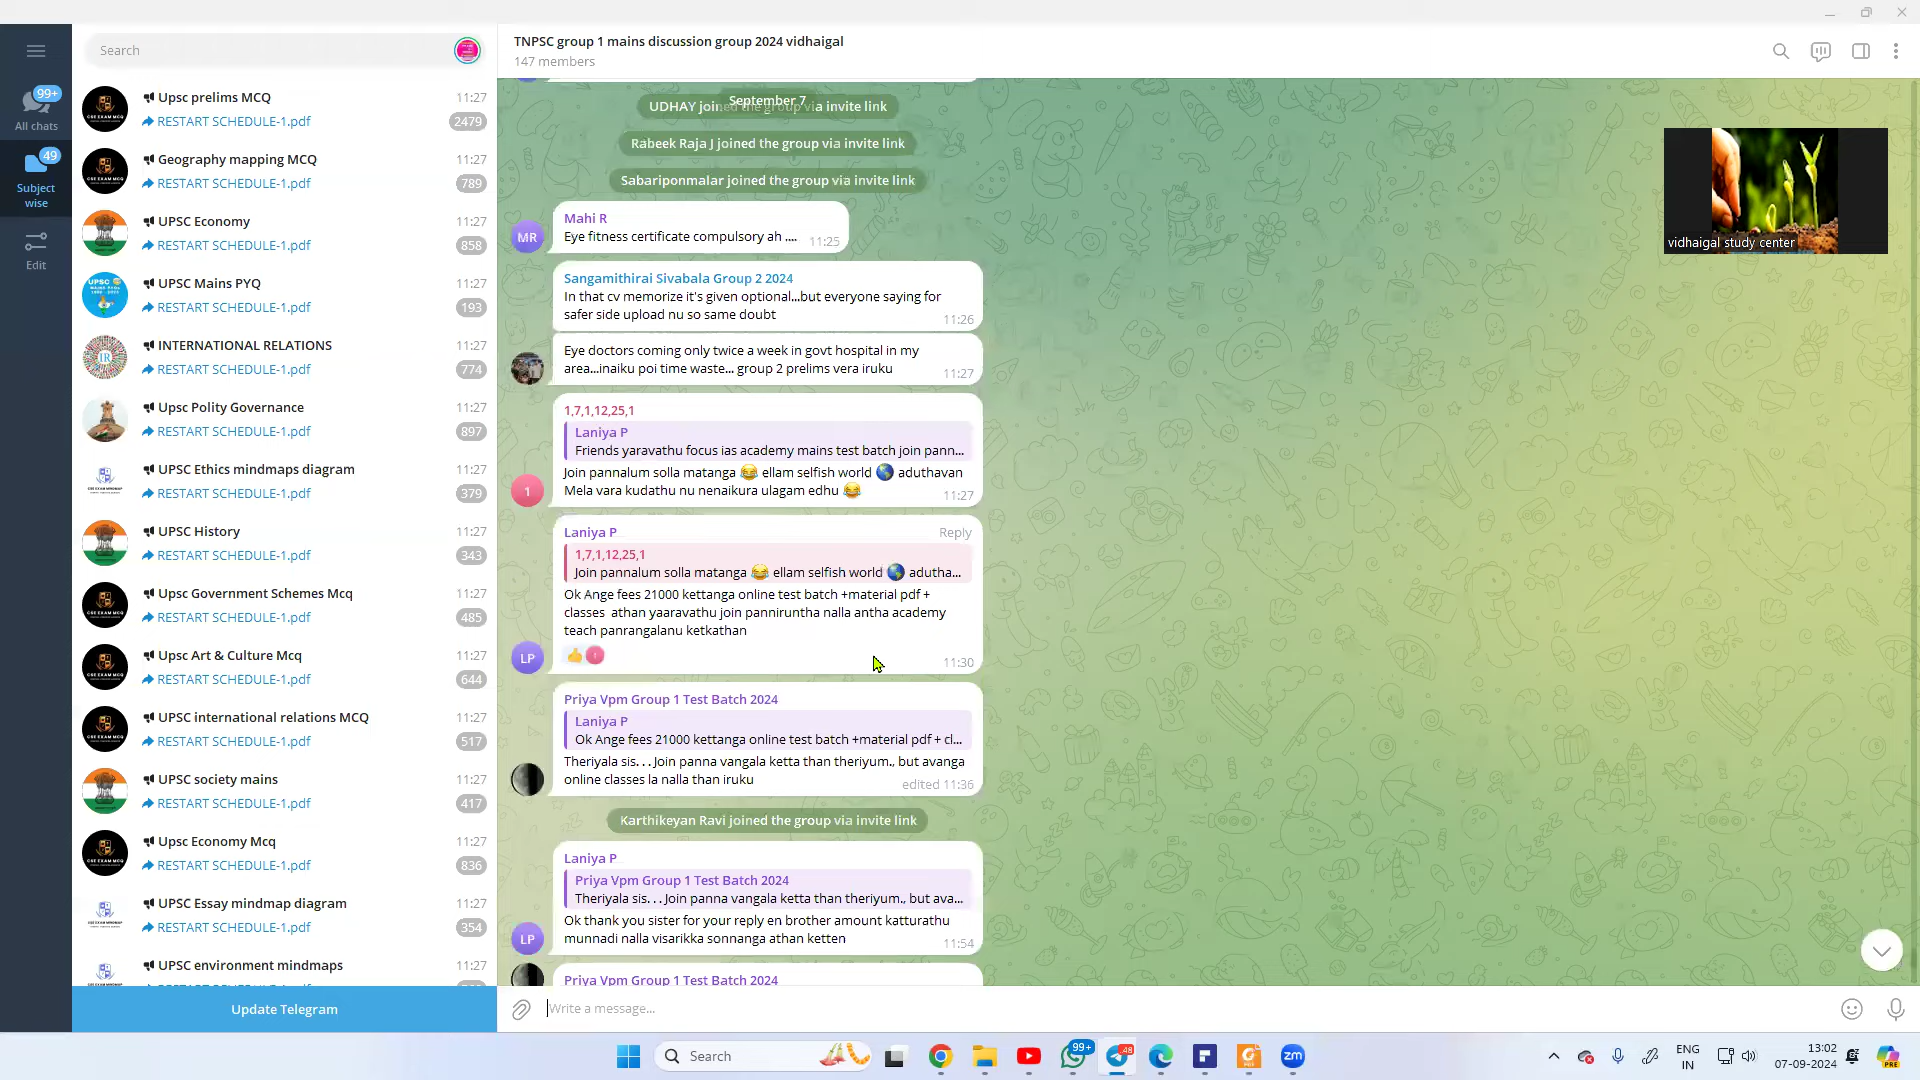 Search
99+
All chats
49
Subject
wise
Edit
Upsc prelims MCQ 11:27
RESTART SCHEDULE-1.pdf 2479
Geography mapping MCQ 11:27
RESTART SCHEDULE-1.pdf 789
UPSC Economy 11:27
RESTART SCHEDULE-1.pdf 858
UPSC Mains PYQ 11:27
RESTART SCHEDULE-1.pdf 193
INTERNATIONAL RELATIONS 11:27
RESTART SCHEDULE-1.pdf 774
Upsc Polity Governance 11:27
RESTART SCHEDULE-1.pdf 897
UPSC Ethics mindmaps diagram 11:27
RESTART SCHEDULE-1.pdf 379
UPSC History 11:27
RESTART SCHEDULE-1.pdf 343
Upsc Government Schemes Mcq 11:27
RESTART SCHEDULE-1.pdf 485
Upsc Art & Culture Mcq 11:27
RESTART SCHEDULE-1.pdf 644
UPSC international relations MCQ 11:27
RESTART SCHEDULE-1.pdf 517
UPSC society mains 11:27
RESTART SCHEDULE-1.pdf 417
Upsc Economy Mcq 11:27
RESTART SCHEDULE-1.pdf 836
UPSC Essay mindmap diagram 11:27
RESTART SCHEDULE-1.pdf 354
UPSC environment mindmaps 11:27
Update Telegram
TNPSC group 1 mains discussion group 2024 vidhaigal
147 members
September 7
UDHAY joined the group via invite link
Rabeek Raja J joined the group via invite link
Sabariponmalar joined the group via invite link
Mahi R
MR
Eye fitness certificate compulsory ah .... 11:25
Sangamithirai Sivabala Group 2 2024
In that cv memorize it's given optional...but everyone saying for
safer side upload nu so same doubt 11:26
Eye doctors coming only twice a week in govt hospital in my
area...inaiku poi time waste... group 2 prelims vera iruku 11:27
1,7,1,12,25,1
Laniya P
Friends yaravathu focus ias academy mains test batch join pann...
Join pannalum solla matanga 😂 ellam selfish world 🌎 aduthavan
Mela vara kudathu nu nenaikura ulagam edhu 😂 11:27
1
Laniya P Reply
1,7,1,12,25,1
Join pannalum solla matanga 😂 ellam selfish world 🌎 adutha...
Ok Ange fees 21000 kettanga online test batch +material pdf +
classes athan yaaravathu join panniruntha nalla antha academy
teach panrangalanu ketkathan
LP 👍 11:30
Priya Vpm Group 1 Test Batch 2024
Laniya P
Ok Ange fees 21000 kettanga online test batch +material pdf + cl...
Theriyala sis. . . Join panna vangala ketta than theriyum., but avanga
online classes la nalla than iruku edited 11:36
Karthikeyan Ravi joined the group via invite link
Laniya P
Priya Vpm Group 1 Test Batch 2024
Theriyala sis. . . Join panna vangala ketta than theriyum., but ava...
Ok thank you sister for your reply en brother amount katturathu
munnadi nalla visarikka sonnanga athan ketten 11:54
LP
Priya Vpm Group 1 Test Batch 2024
Write a message...
vidhaigal study center
Search
99+
48
zm
ENG
IN
13:02
07-09-2024
PRE